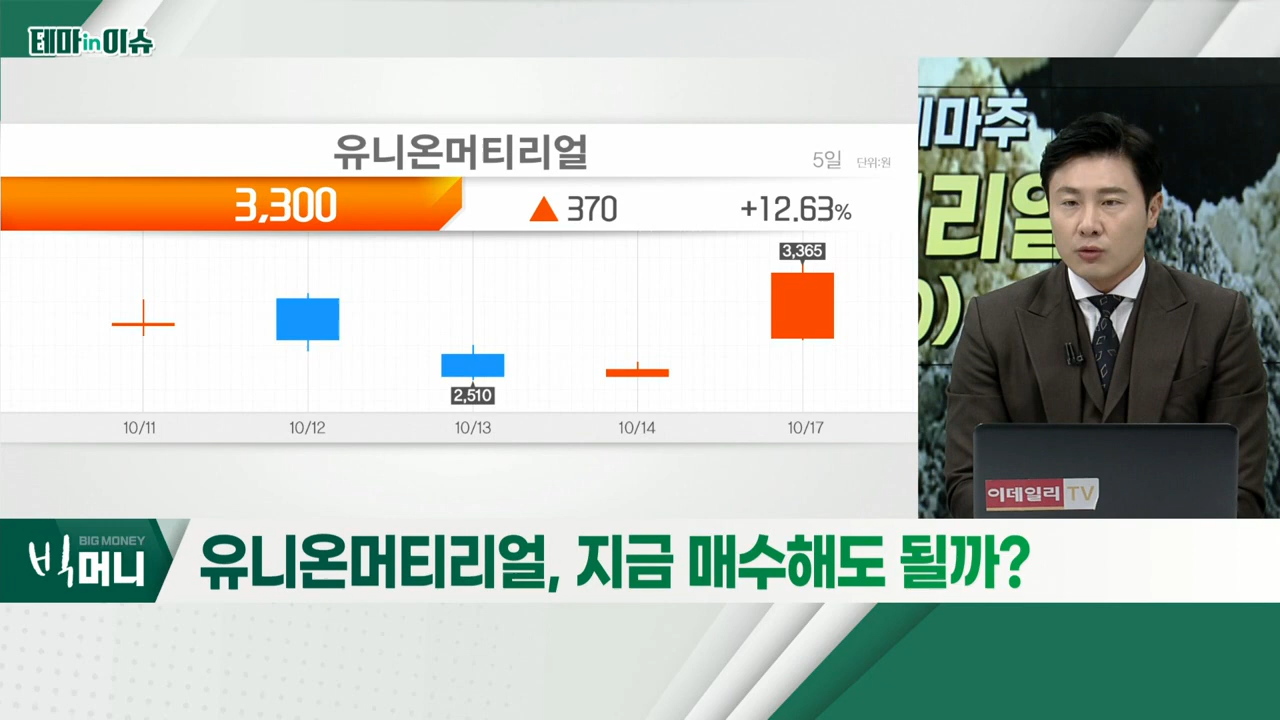 테마in이슈
유니온머티리얼
5일 단위:원
3,300 ▲ 370 +12.63%
3,365
2,510
10/11 10/12 10/13 10/14 10/17
테마주
리얼
)
이데일리TV
BIG MONEY
빅머니
유니온머티리얼, 지금 매수해도 될까?